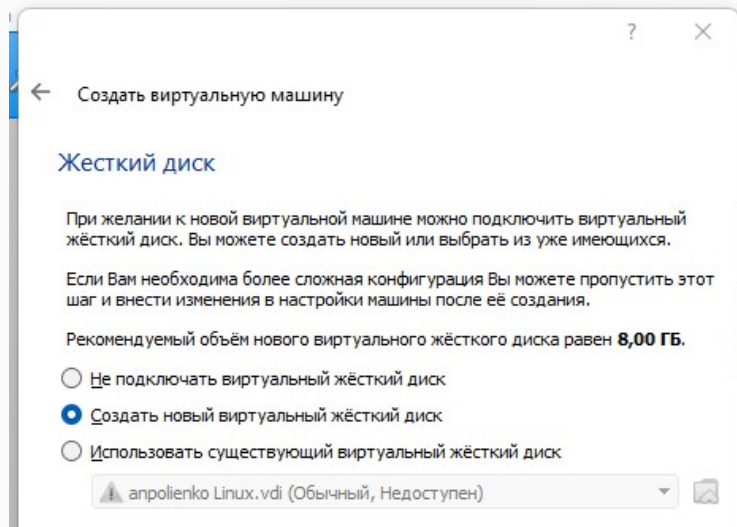 ?
Создать виртуальную машину
Жесткий диск
При желании к новой виртуальной машине можно подключить виртуальный
жёсткий диск. Вы можете создать новый или выбрать из уже имеющихся.
Если Вам необходима более сложная конфигурация Вы можете пропустить этот
шаг и внести изменения в настройки машины после её создания.
Рекомендуемый объём нового виртуального жёсткого диска равен 8,00 ГБ.
Не подключать виртуальный жёсткий диск
Создать новый виртуальный жёсткий диск
Использовать существующий виртуальный жёсткий диск
anpolienko Linux.vdi (Обычный, Недоступен)